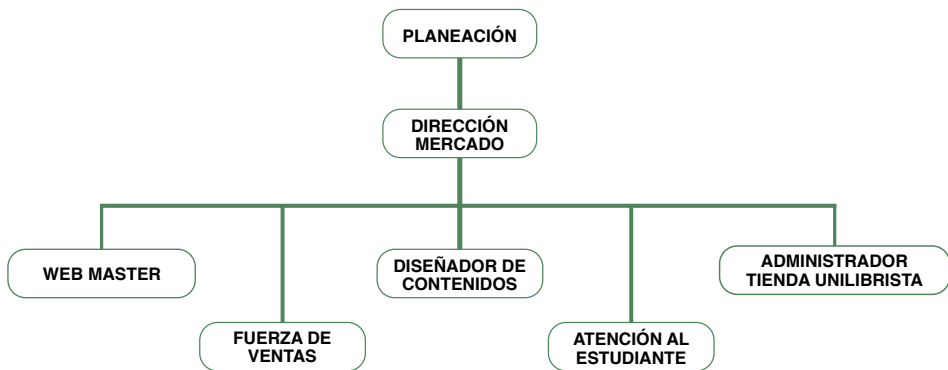 PLANEACIÓN
DIRECCIÓN
MERCADO
WEB MASTER
DISEÑADOR DE
CONTENIDOS
ADMINISTRADOR
TIENDA UNILIBRISTA
FUERZA DE
VENTAS
ATENCIÓN AL
ESTUDIANTE